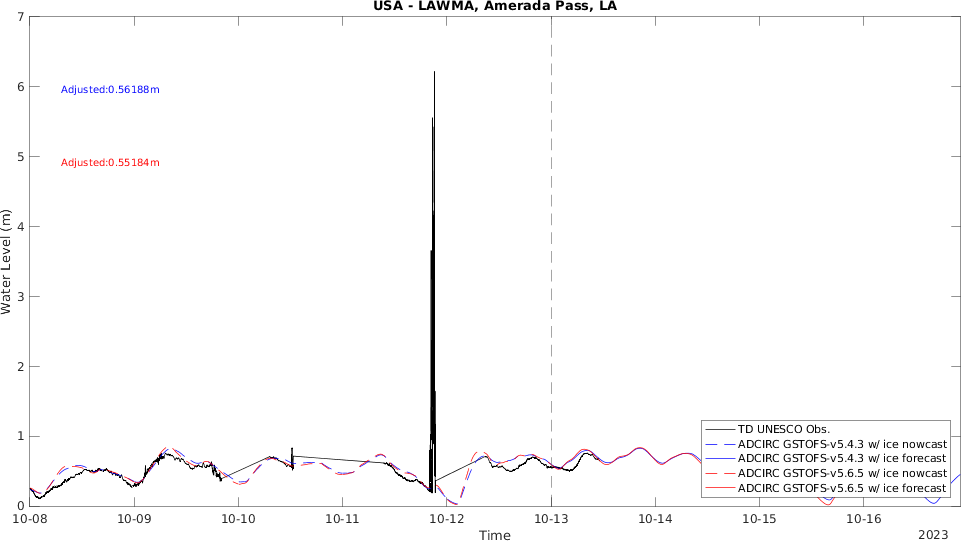 USA - LAWMA, Amerada Pass, LA
7
6
5
4
3
2
1
0
Water Level (m)
Adjusted:0.56188m
Adjusted:0.55184m
TD UNESCO Obs.
ADCIRC GSTOFS-v5.4.3 w/ ice nowcast
ADCIRC GSTOFS-v5.4.3 w/ ice forecast
ADCIRC GSTOFS-v5.6.5 w/ ice nowcast
ADCIRC GSTOFS-v5.6.5 w/ ice forecast
10-08 10-09 10-10 10-11 10-12 10-13 10-14 10-15 10-16
Time
2023